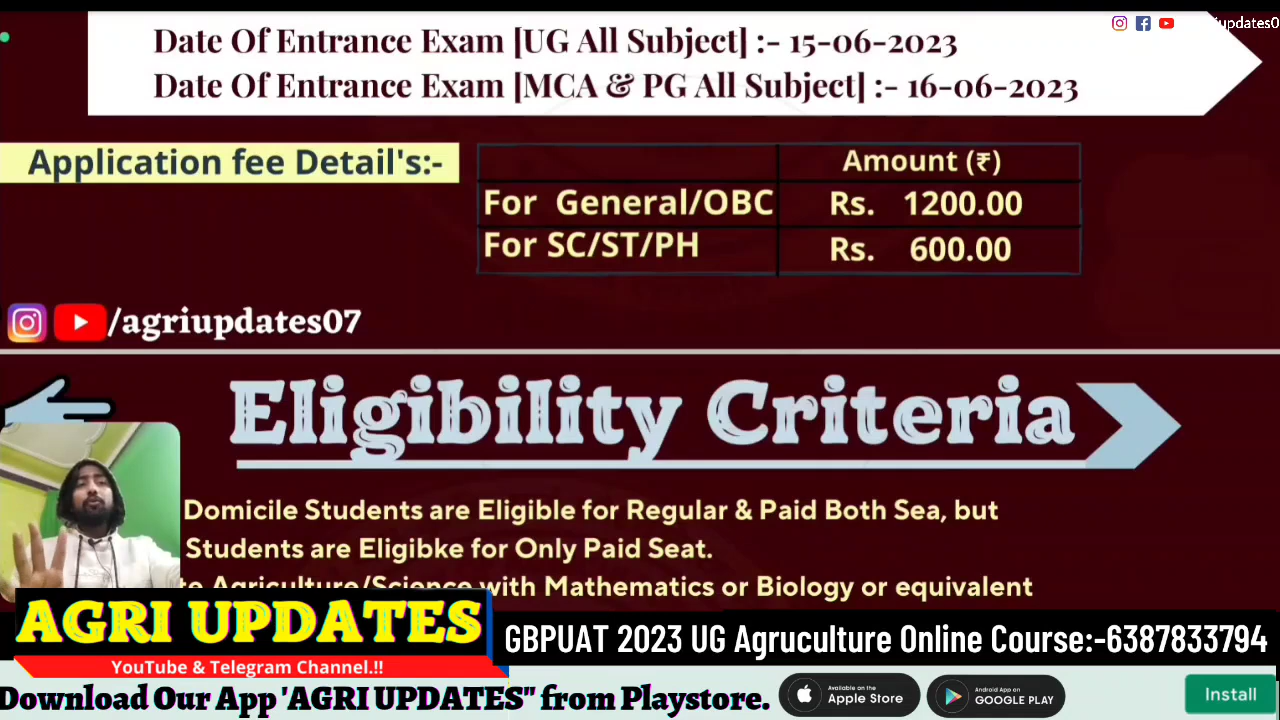 Date Of Entrance Exam [UG All Subject] :- 15-06-2023
Date Of Entrance Exam [MCA & PG All Subject] :- 16-06-2023
Application fee Detail's:-
Amount (₹)
For General/OBC Rs. 1200.00
For SC/ST/PH Rs. 600.00
/agriupdates07
Eligibility Criteria
Domicile Students are Eligible for Regular & Paid Both Sea, but
Students are Eligibke for Only Paid Seat.
Agriculture/Science with Mathematics or Biology or equivalent
AGRI UPDATES
GBPUAT 2023 UG Agruculture Online Course:-6387833794
YouTube & Telegram Channel.!!
Download Our App 'AGRI UPDATES" from Playstore.
Available on the
Apple Store
Android App on
GOOGLE PLAY
Install